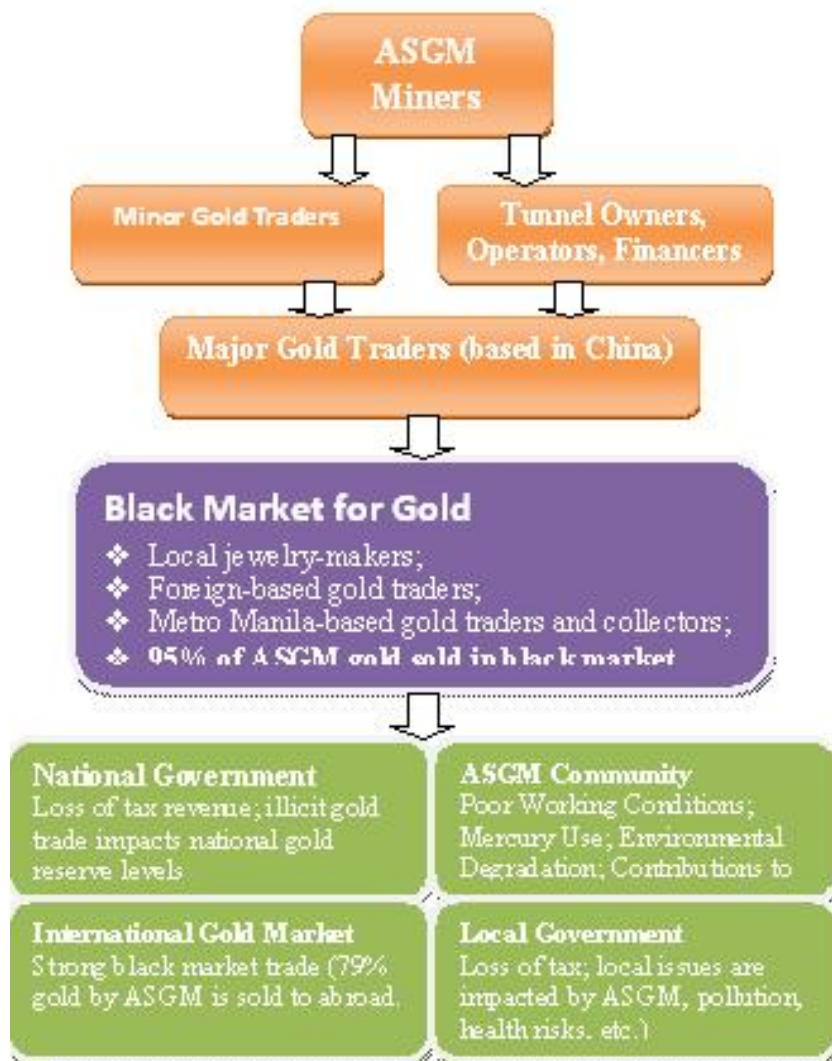 ASGM
Miners
Minor Gold Traders
Tunnel Owners,
Operators, Financers
Major Gold Traders (based in China)
Black Market for Gold
❖ Local jewelry-makers;
❖ Foreign-based gold traders;
❖ Metro Manila-based gold traders and collectors;
❖ 95% of ASGM gold sold in black market
National Government
Loss of tax revenue; illicit gold
trade impacts national gold
reserve levels
ASGM Community
Poor Working Conditions;
Mercury Use; Environmental
Degradation; Contributions to
International Gold Market
Strong black market trade (79%
gold by ASGM is sold to abroad.
Local Government
Loss of tax; local issues are
impacted by ASGM, pollution,
health risks, etc.)